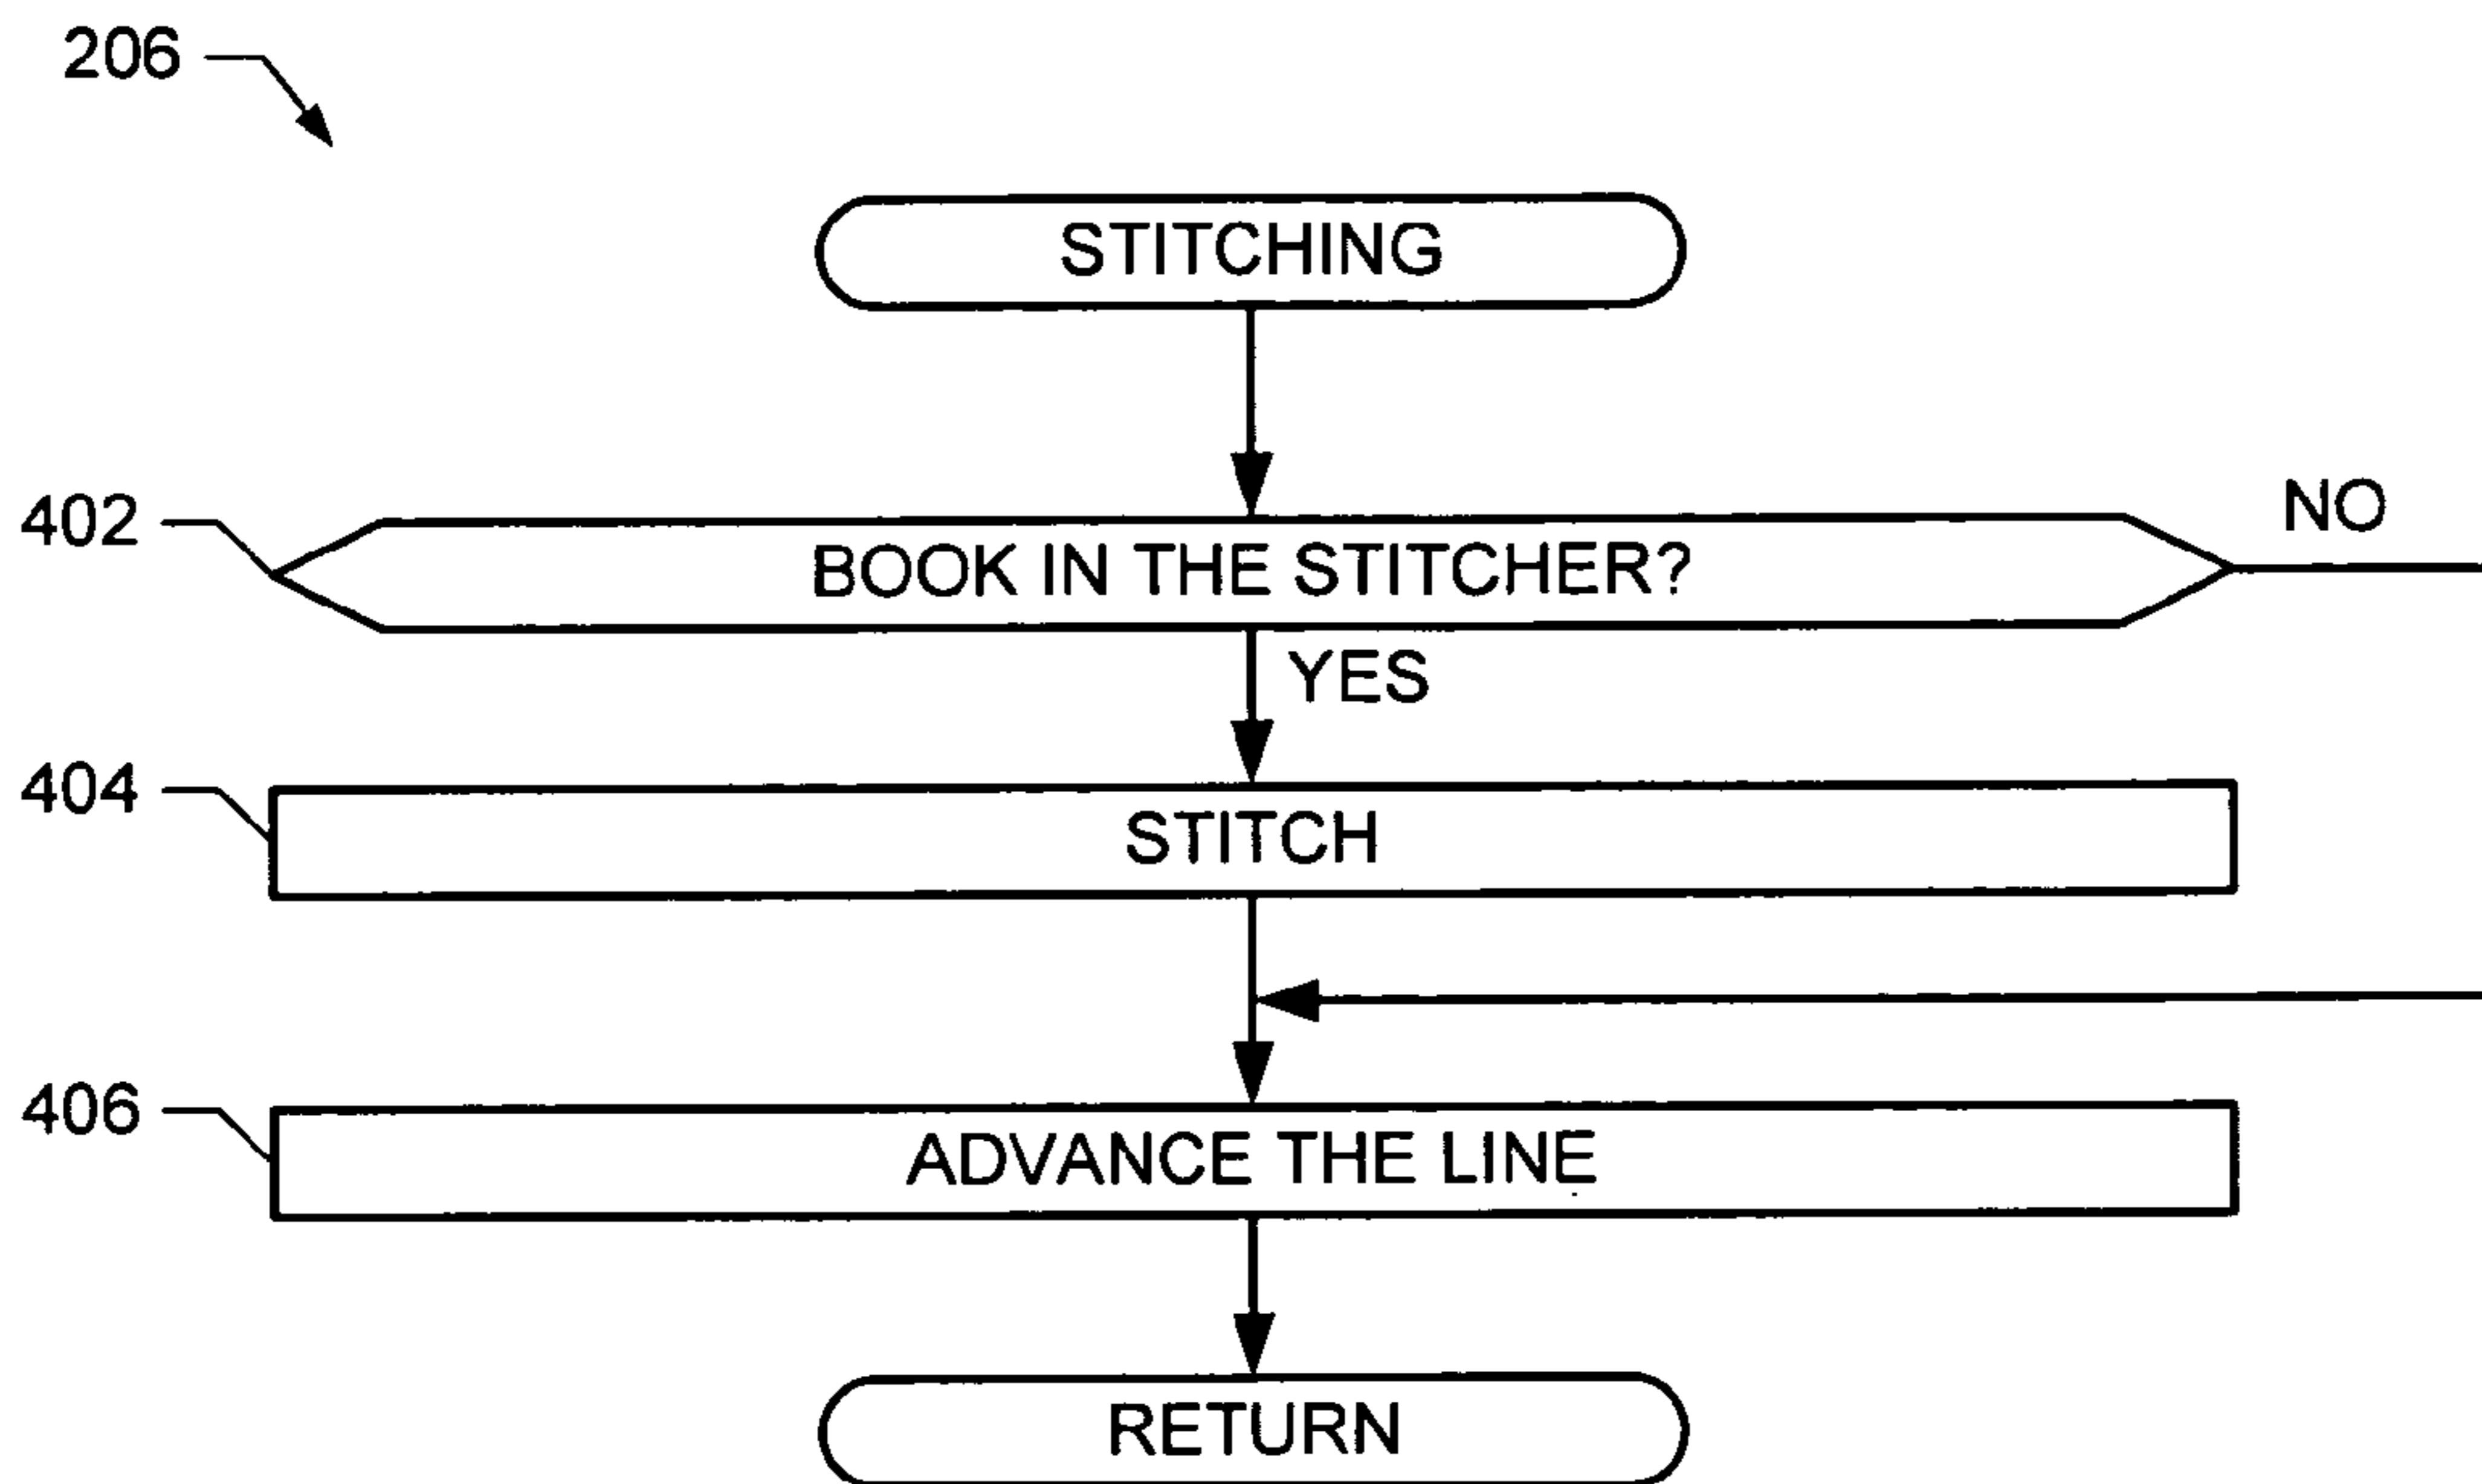 206
STITCHING
402
BOOK IN THE STITCHER?
NO
YES
404
STITCH
406
ADVANCE THE LINE
RETURN